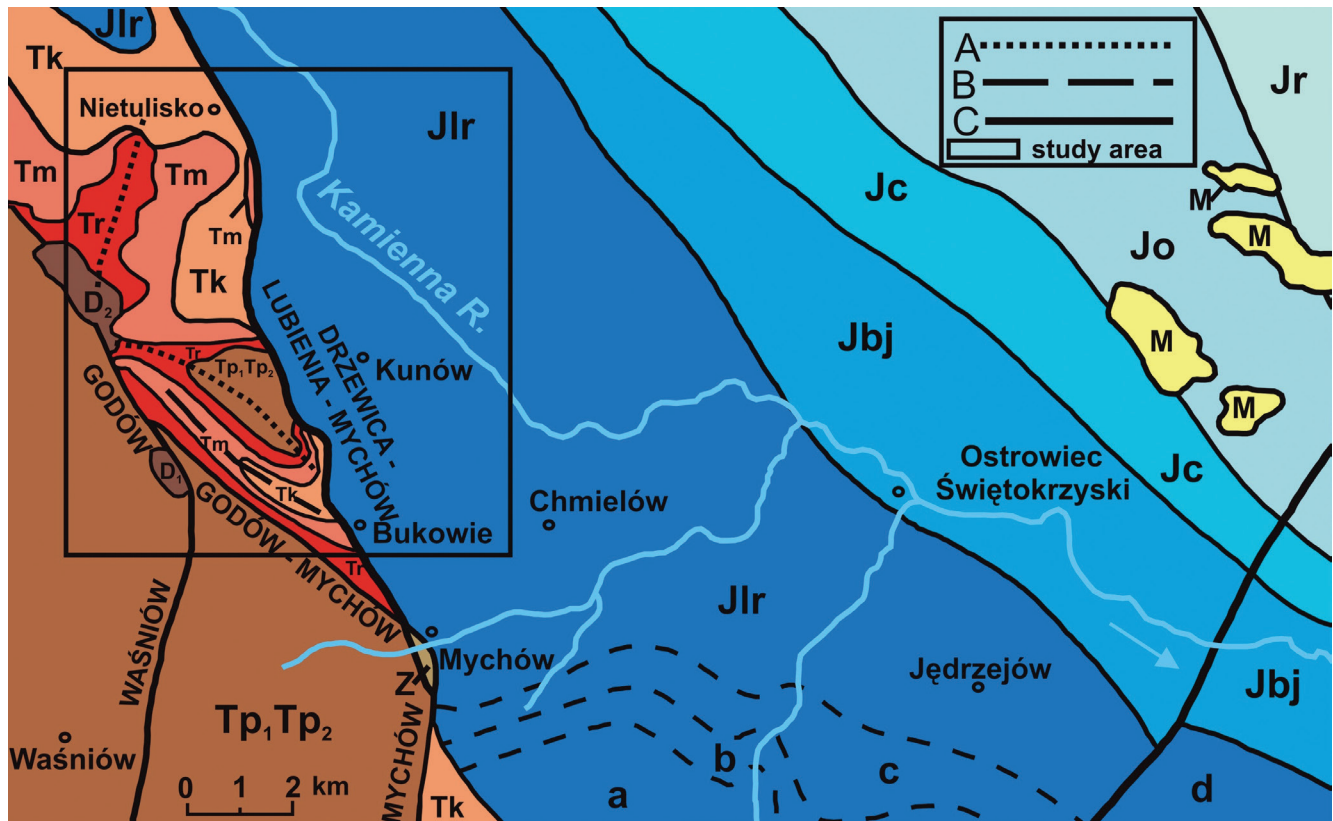 Jlr
Tk
Nietulisko
Tm
Tm
Tr
Tm
Tk
D2
Jlr
Kamienna R.
A
B
C
study area
Jr
Jc
M
Jo
M
M
M
Jbj
LUBIENIA - MYCHÓW
DRZEWICA -
Kunów
Tr
Tp1Tp2
GODÓW
Tm
D1
Tk
GODÓW - MYCHÓW
Bukowie
Tr
Chmielów
Ostrowiec
Świętokrzyski
Jc
Jlr
WAŚNIÓW
Mychów
Z
Jędrzejów
Jbj
Tp1Tp2
Waśniów
0 1 2 km
MYCHÓW
Tk
a
b
c
d